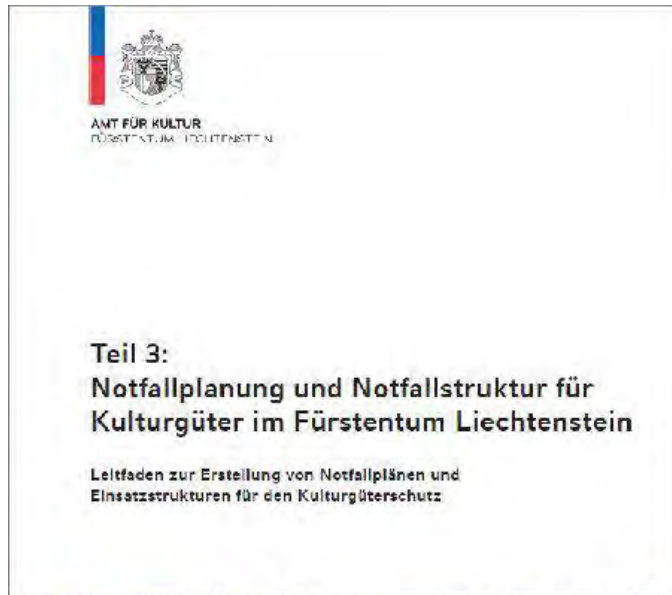 AMT FÜR KULTUR
FÜRSTENTUM LIECHTENSTEIN
Teil 3:
Notfallplanung und Notfallstruktur für
Kulturgüter im Fürstentum Liechtenstein
Leitfaden zur Erstellung von Notfallplänen und
Einsatzstrukturen für den Kulturgüterschutz